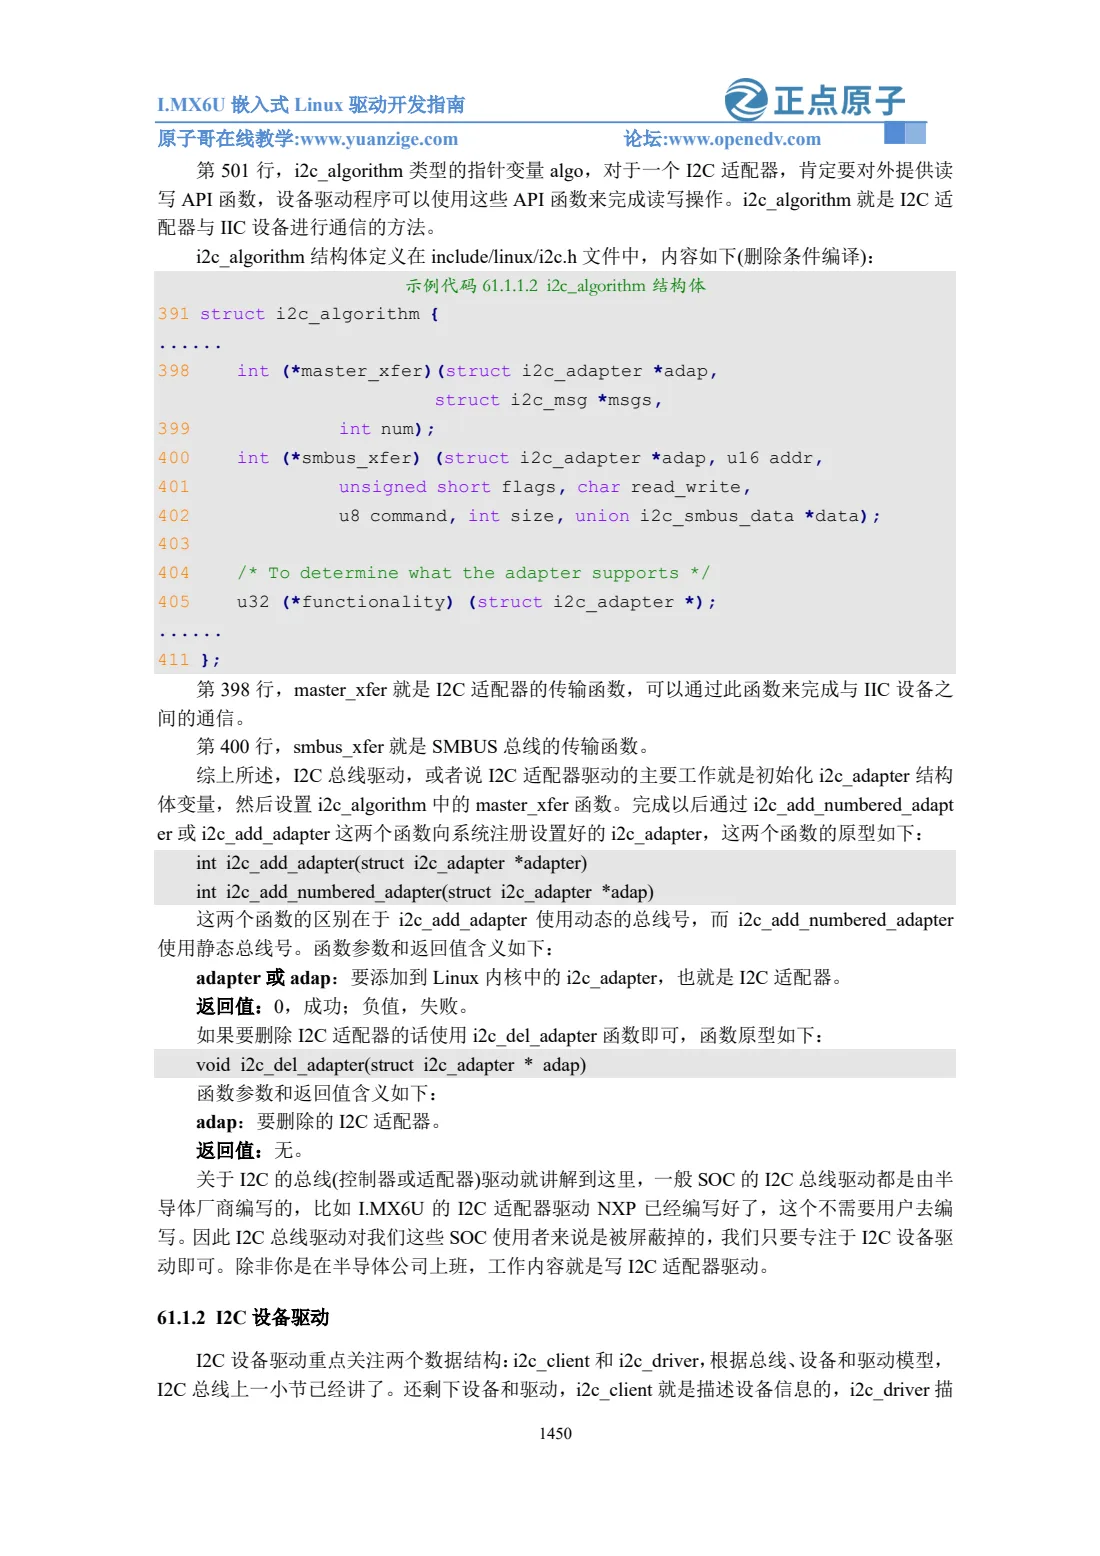 I.MX6U 嵌入式 Linux 驱动开发指南
正点原子
原子哥在线教学:www.yuanzige.com 论坛:www.openedv.com
第 501 行，i2c_algorithm 类型的指针变量 algo，对于一个 I2C 适配器，肯定要对外提供读
写 API 函数，设备驱动程序可以使用这些 API 函数来完成读写操作。i2c_algorithm 就是 I2C 适
配器与 IIC 设备进行通信的方法。
i2c_algorithm 结构体定义在 include/linux/i2c.h 文件中，内容如下(删除条件编译)：
示例代码 61.1.1.2 i2c_algorithm 结构体
391 struct i2c_algorithm {
......
398 int (*master_xfer)(struct i2c_adapter *adap,
struct i2c_msg *msgs,
399 int num);
400 int (*smbus_xfer) (struct i2c_adapter *adap, u16 addr,
401 unsigned short flags, char read_write,
402 u8 command, int size, union i2c_smbus_data *data);
403
404 /* To determine what the adapter supports */
405 u32 (*functionality) (struct i2c_adapter *);
......
411 };
第 398 行，master_xfer 就是 I2C 适配器的传输函数，可以通过此函数来完成与 IIC 设备之
间的通信。
第 400 行，smbus_xfer 就是 SMBUS 总线的传输函数。
综上所述，I2C 总线驱动，或者说 I2C 适配器驱动的主要工作就是初始化 i2c_adapter 结构
体变量，然后设置 i2c_algorithm 中的 master_xfer 函数。完成以后通过 i2c_add_numbered_adapt
er 或 i2c_add_adapter 这两个函数向系统注册设置好的 i2c_adapter，这两个函数的原型如下：
int i2c_add_adapter(struct i2c_adapter *adapter)
int i2c_add_numbered_adapter(struct i2c_adapter *adap)
这两个函数的区别在于 i2c_add_adapter 使用动态的总线号，而 i2c_add_numbered_adapter
使用静态总线号。函数参数和返回值含义如下：
adapter 或 adap：要添加到 Linux 内核中的 i2c_adapter，也就是 I2C 适配器。
返回值：0，成功；负值，失败。
如果要删除 I2C 适配器的话使用 i2c_del_adapter 函数即可，函数原型如下：
void i2c_del_adapter(struct i2c_adapter * adap)
函数参数和返回值含义如下：
adap：要删除的 I2C 适配器。
返回值：无。
关于 I2C 的总线(控制器或适配器)驱动就讲解到这里，一般 SOC 的 I2C 总线驱动都是由半
导体厂商编写的，比如 I.MX6U 的 I2C 适配器驱动 NXP 已经编写好了，这个不需要用户去编
写。因此 I2C 总线驱动对我们这些 SOC 使用者来说是被屏蔽掉的，我们只要专注于 I2C 设备驱
动即可。除非你是在半导体公司上班，工作内容就是写 I2C 适配器驱动。
61.1.2 I2C 设备驱动
I2C 设备驱动重点关注两个数据结构：i2c_client 和 i2c_driver，根据总线、设备和驱动模型，
I2C 总线上一小节已经讲了。还剩下设备和驱动，i2c_client 就是描述设备信息的，i2c_driver 描
1450